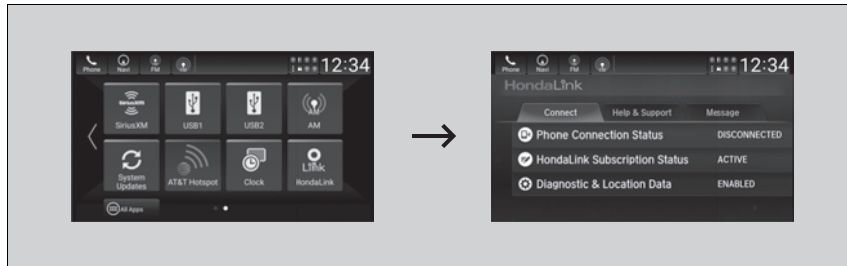 Phone Navi FM 12:34
SiriusXM
SiriusXM USB1 USB2 AM
Link
System
Updates AT&T Hotspot Clock HondaLink
All Apps
Phone Navi FM 12:34
HondaLink
Connect Help & Support Message
Phone Connection Status DISCONNECTED
HondaLink Subscription Status ACTIVE
Diagnostic & Location Data ENABLED